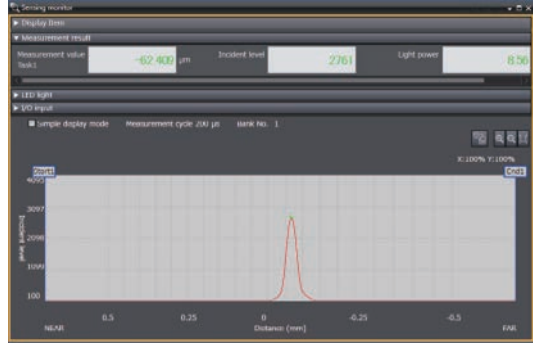 Sensing monitor
Display Item
Measurement result
Measurement value
Task1
-62.409 μm
Incident level
2761
Light power
8.56
LED light
I/O input
Simple display mode Measurement cycle 200 μs Bank No. 1
X:100% Y:100%
Start1
End1
4095
3097
2098
1099
100
Incident level
0.5 0.25 0 -0.25 -0.5
NEAR Distance [mm] FAR